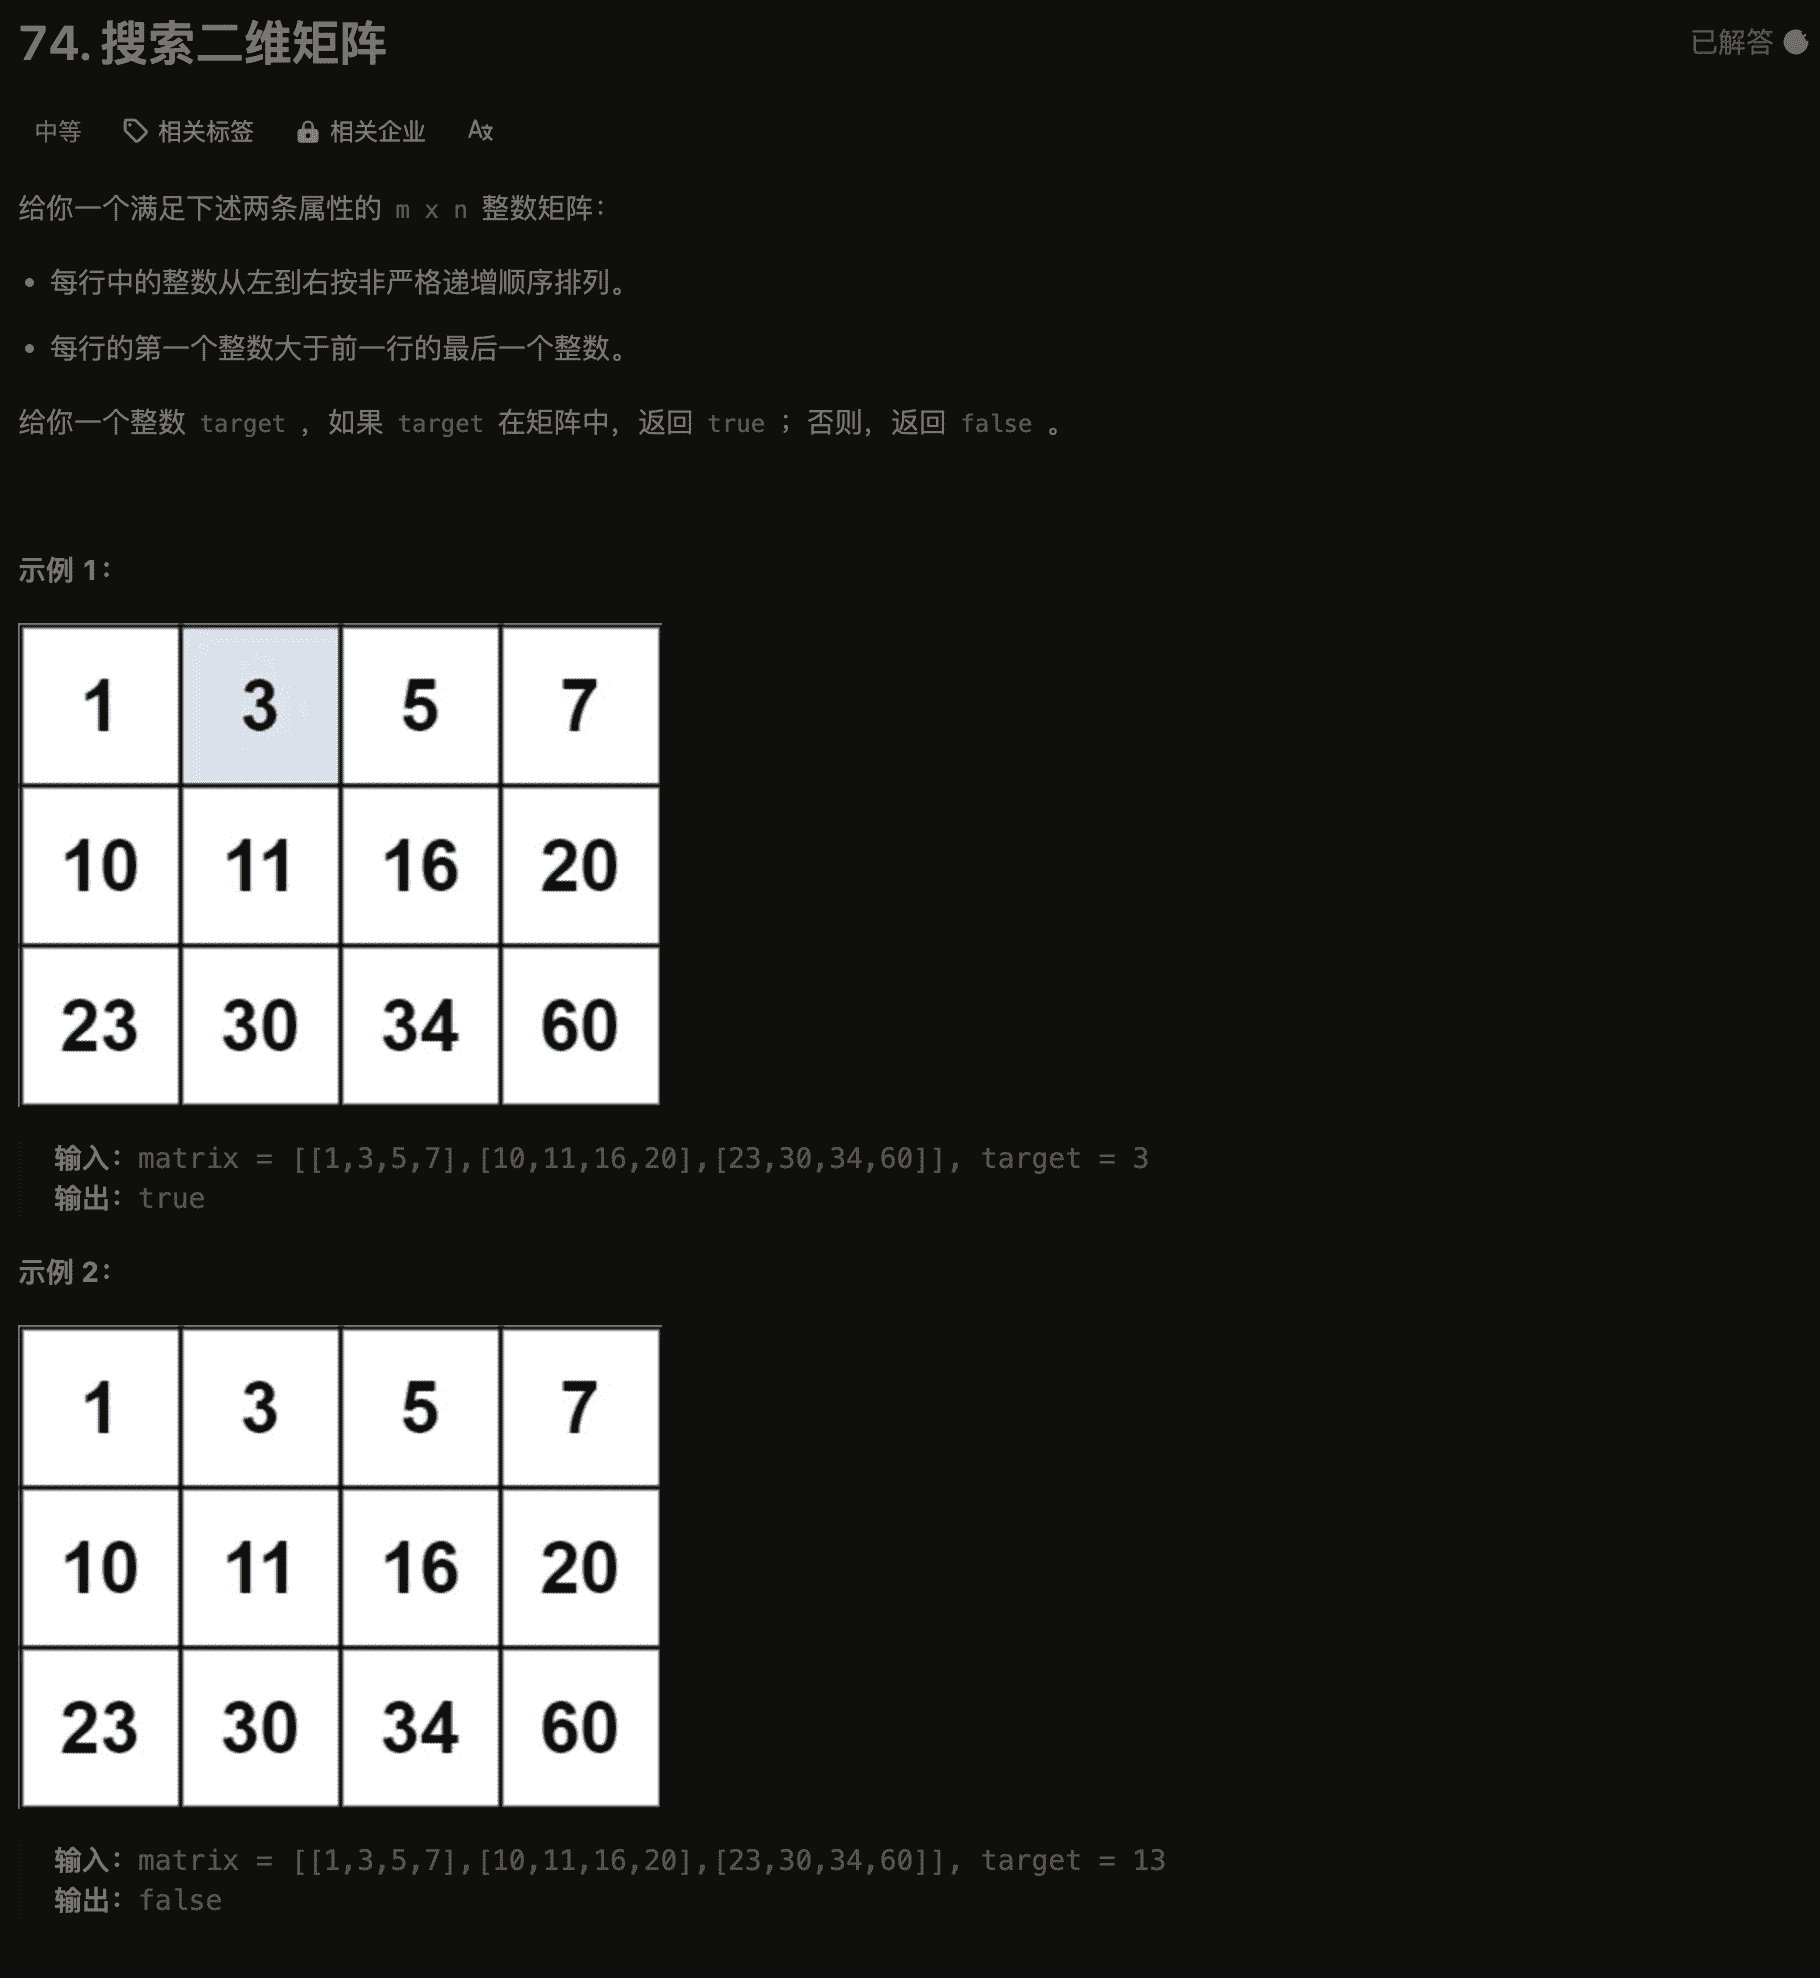 74. 搜索二维矩阵
已解答
中等 相关标签 相关企业
给你一个满足下述两条属性的 m x n 整数矩阵：
• 每行中的整数从左到右按非严格递增顺序排列。
• 每行的第一个整数大于前一行的最后一个整数。
给你一个整数 target ，如果 target 在矩阵中，返回 true ；否则，返回 false 。
示例 1：
1 3 5 7
10 11 16 20
23 30 34 60
输入：matrix = [[1,3,5,7],[10,11,16,20],[23,30,34,60]], target = 3
输出：true
示例 2：
1 3 5 7
10 11 16 20
23 30 34 60
输入：matrix = [[1,3,5,7],[10,11,16,20],[23,30,34,60]], target = 13
输出：false